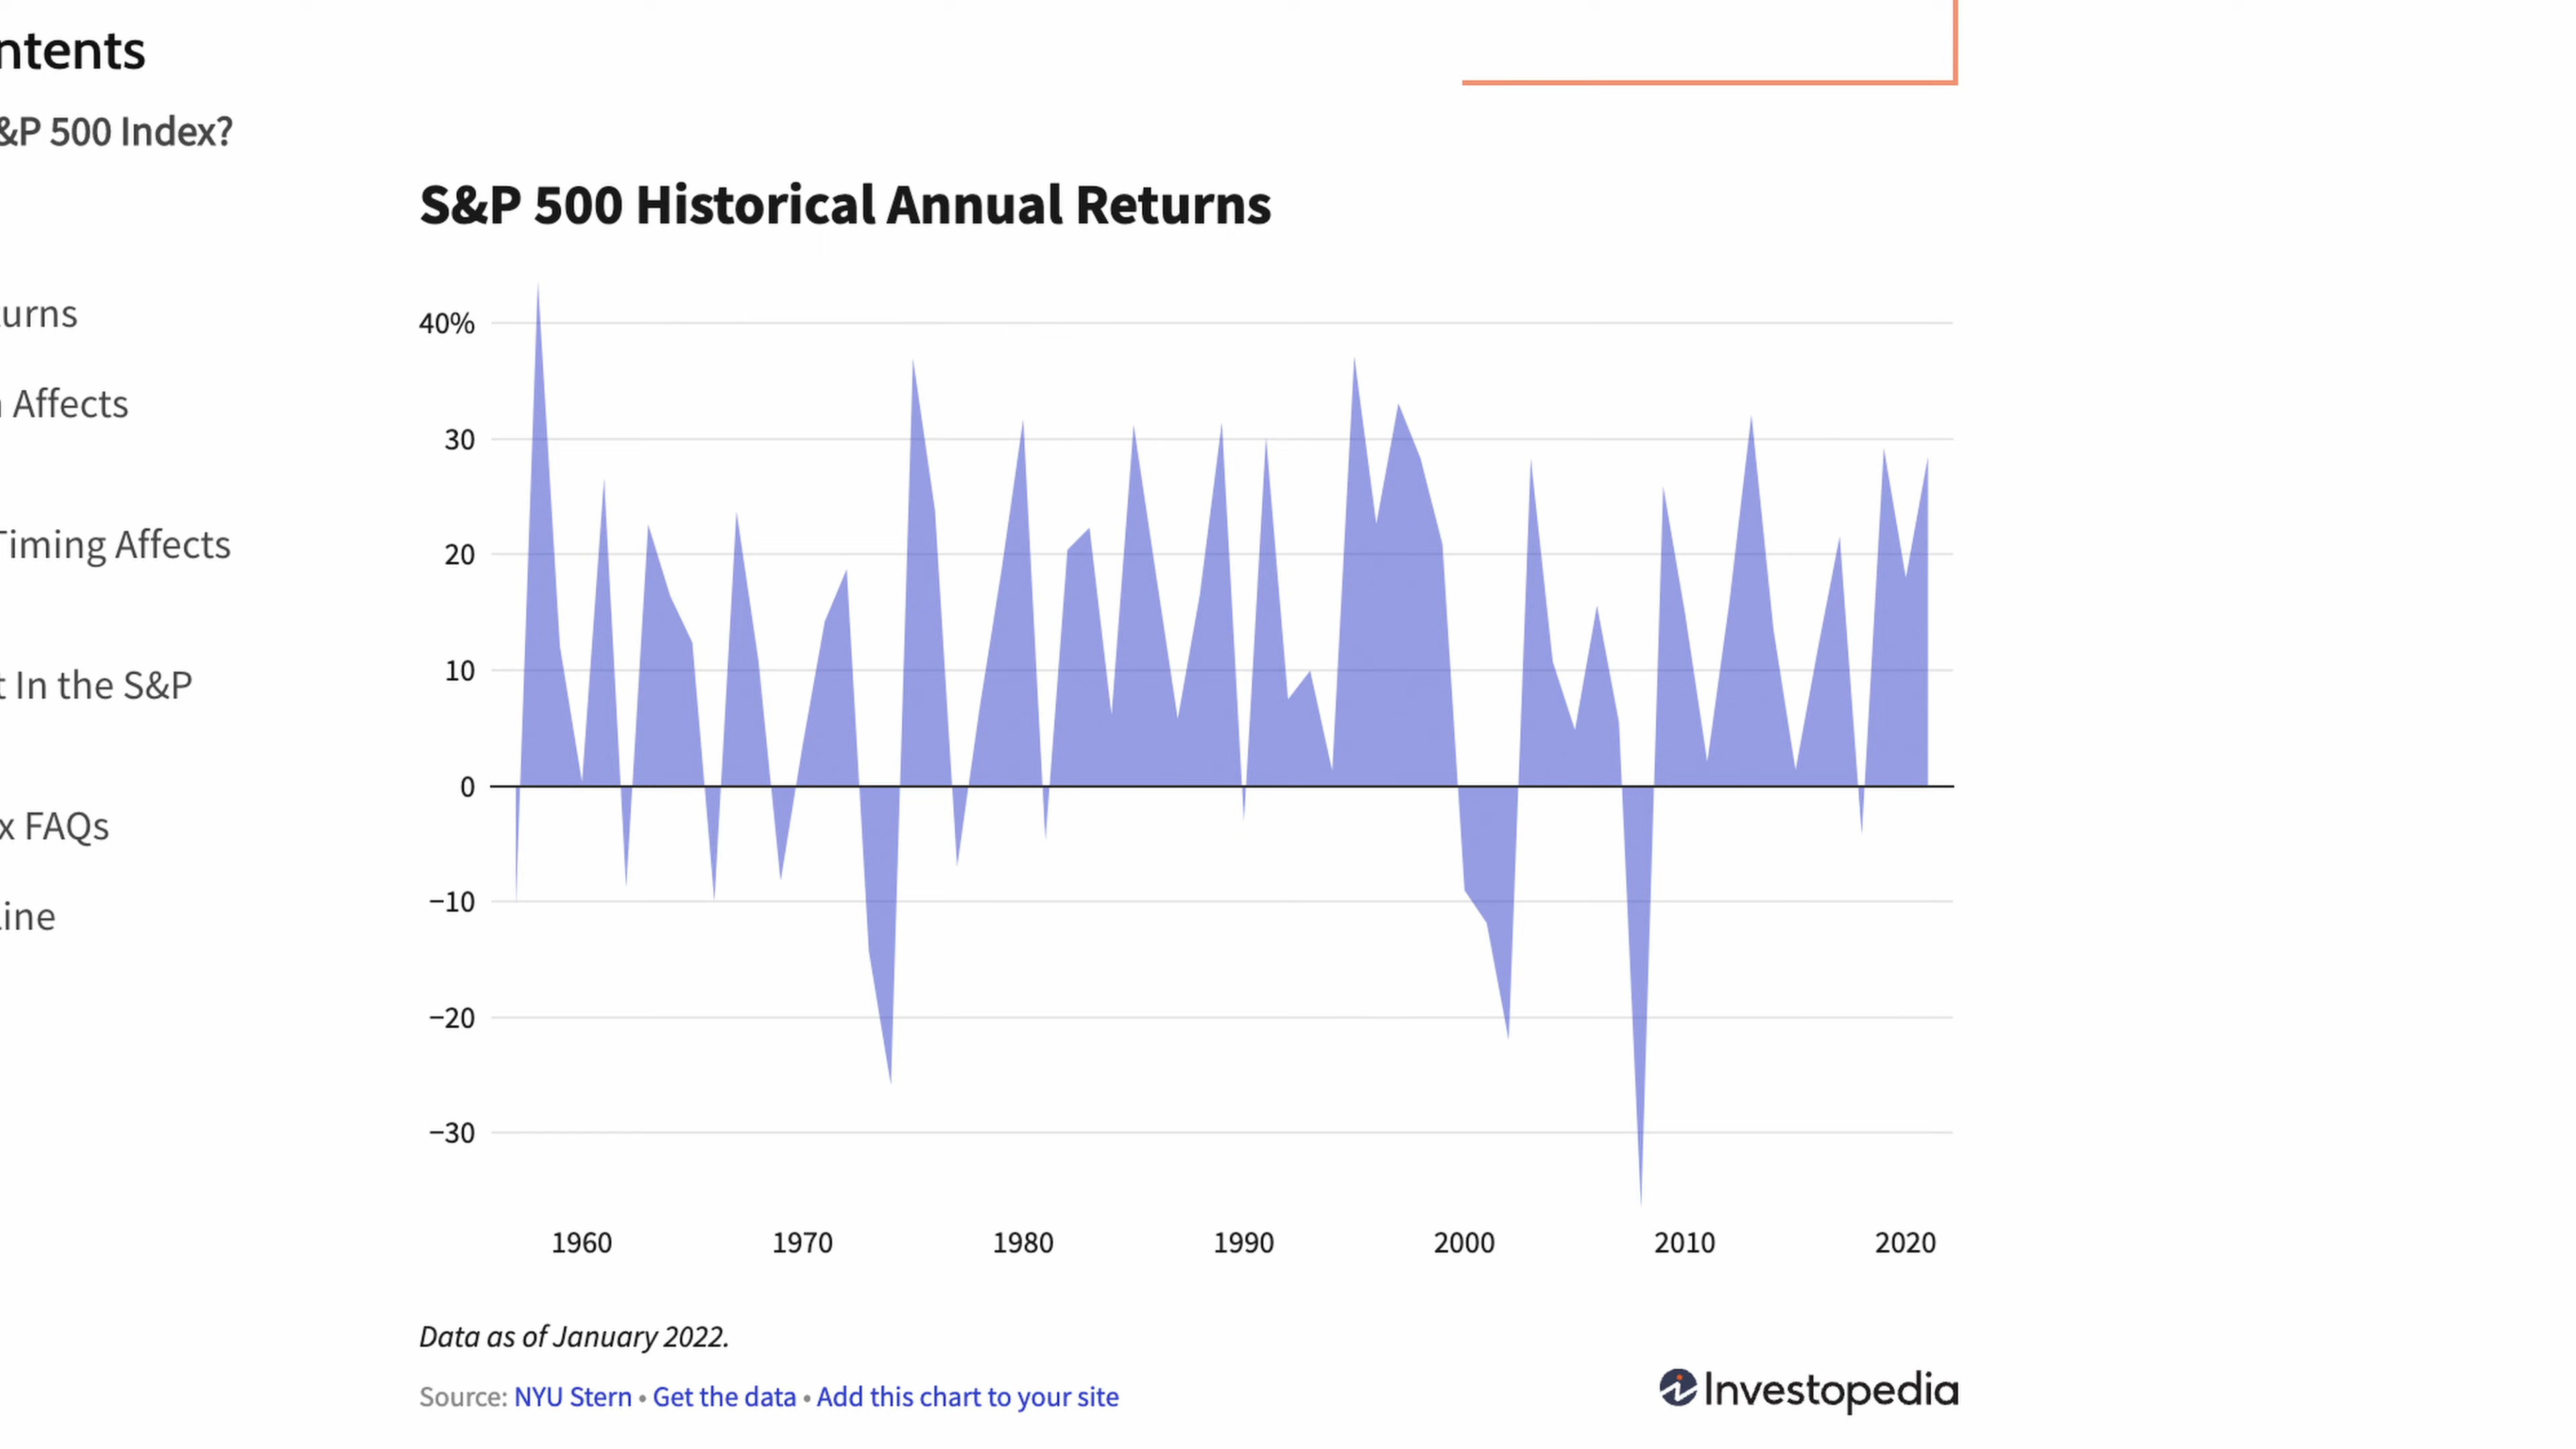 ntents
&P 500 Index?
urns
Affects
Timing Affects
t In the S&P
x FAQs
Line
S&P 500 Historical Annual Returns
40%
30
20
10
0
−10
−20
−30
1960 1970 1980 1990 2000 2010 2020
Data as of January 2022.
Source: NYU Stern • Get the data • Add this chart to your site
Investopedia